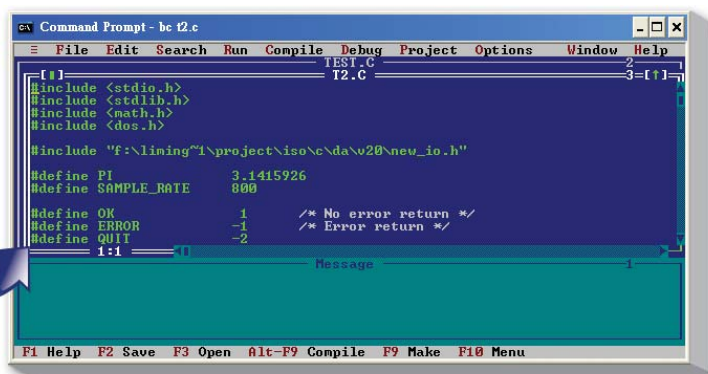 Command Prompt - bc t2.c
≡ File Edit Search Run Compile Debug Project Options Window Help
TEST.C 2
[■] T2.C 3=[↑]
#include <stdio.h>
#include <stdlib.h>
#include <math.h>
#include <dos.h>
#include "f:\liming~1\project\iso\c\da\v20\new_io.h"
#define PI 3.1415926
#define SAMPLE_RATE 800
#define OK 1 /* No error return */
#define ERROR -1 /* Error return */
#define QUIT -2
1:1
Message 1
F1 Help F2 Save F3 Open Alt-F9 Compile F9 Make F10 Menu